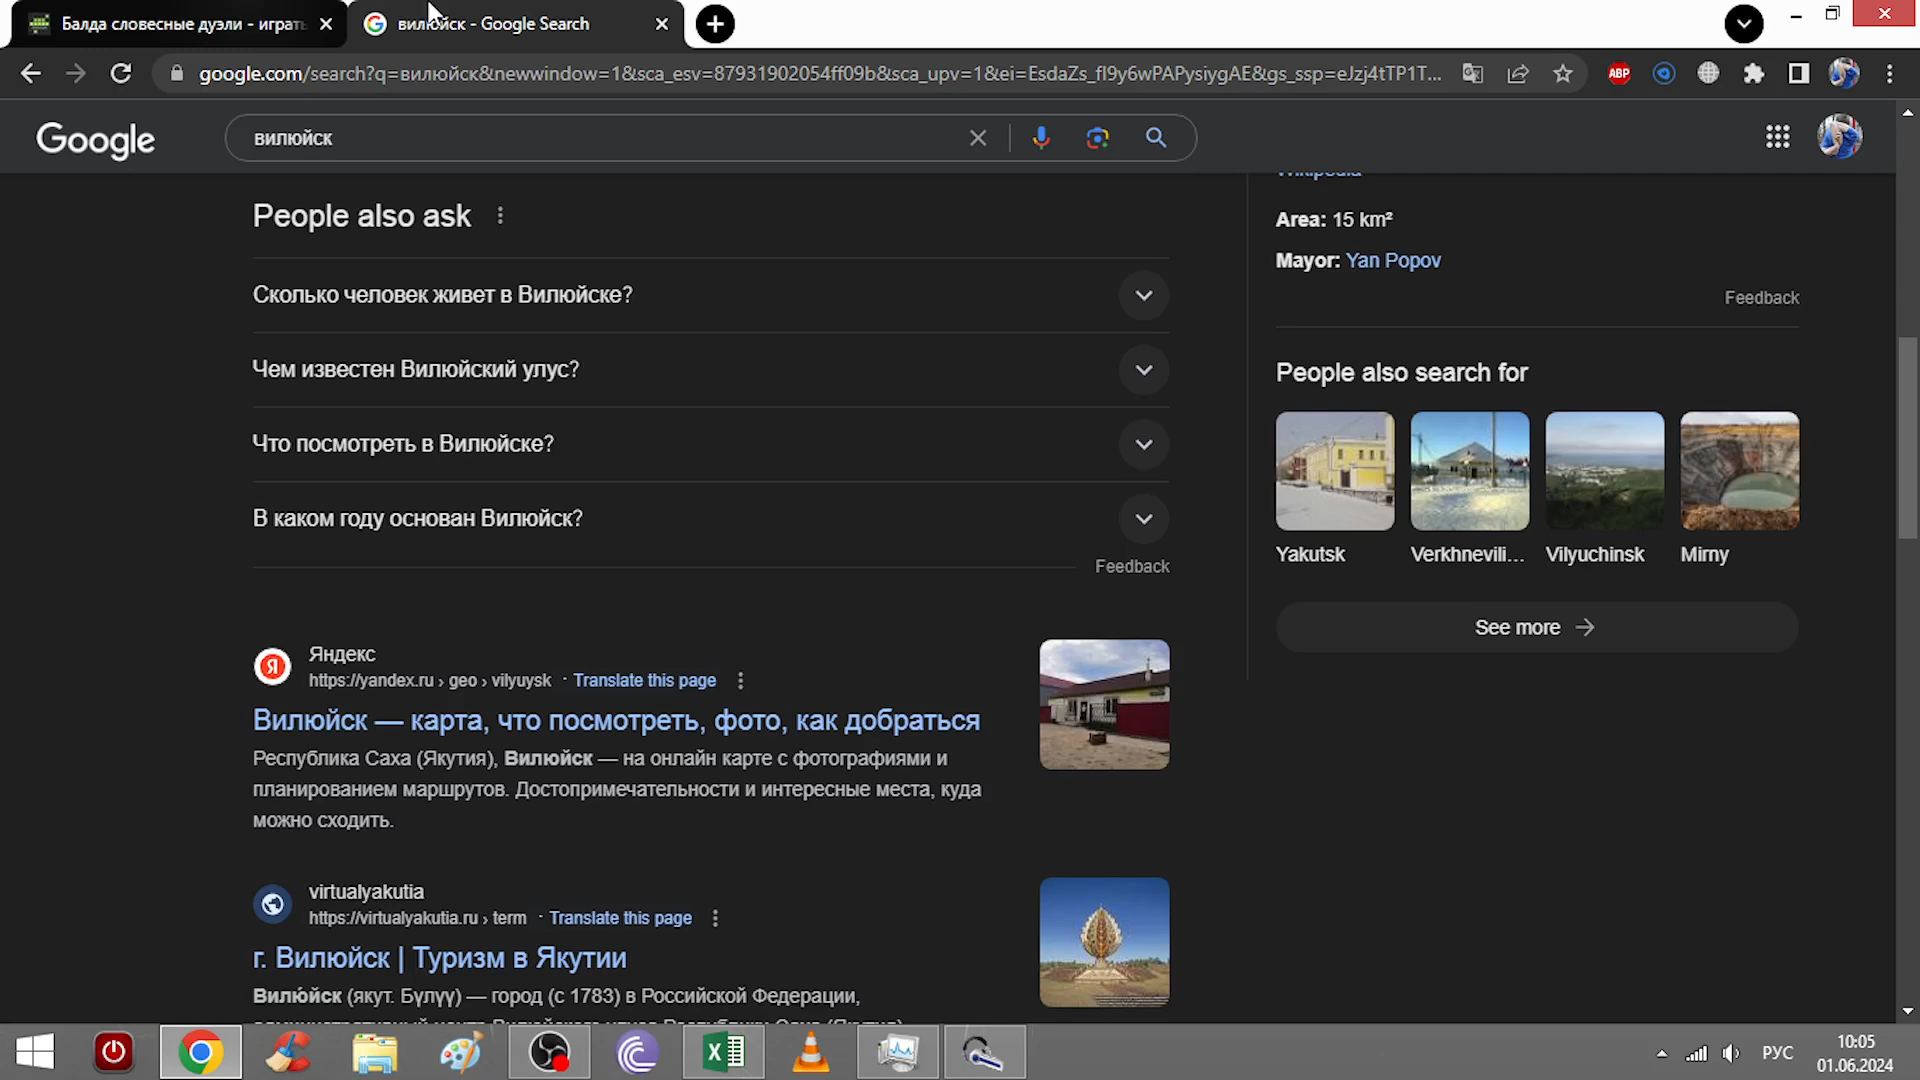 Балда словесные дуэли - играть
вилюйск - Google Search
google.com/search?q=вилюйск&newwindow=1&sca_esv=87931902054ff09b&sca_upv=1&ei=EsdaZs_fI9y6wPAPysiygAE&gs_ssp=eJzj4tTP1T...
ABP
Google
вилюйск
Wikipedia
People also ask
Area: 15 km²
Mayor: Yan Popov
Feedback
Сколько человек живет в Вилюйске?
Чем известен Вилюйский улус?
Что посмотреть в Вилюйске?
В каком году основан Вилюйск?
Feedback
People also search for
Yakutsk
Verkhnevili...
Vilyuchinsk
Mirny
See more
Я
Яндекс
https://yandex.ru › geo › vilyuysk · Translate this page
Вилюйск — карта, что посмотреть, фото, как добраться
Республика Саха (Якутия), Вилюйск — на онлайн карте с фотографиями и
планированием маршрутов. Достопримечательности и интересные места, куда
можно сходить.
virtualyakutia
https://virtualyakutia.ru › term · Translate this page
г. Вилюйск | Туризм в Якутии
Вилю́йск (якут. Бүлүү) — город (с 1783) в Российской Федерации,
РУС
10:05
01.06.2024